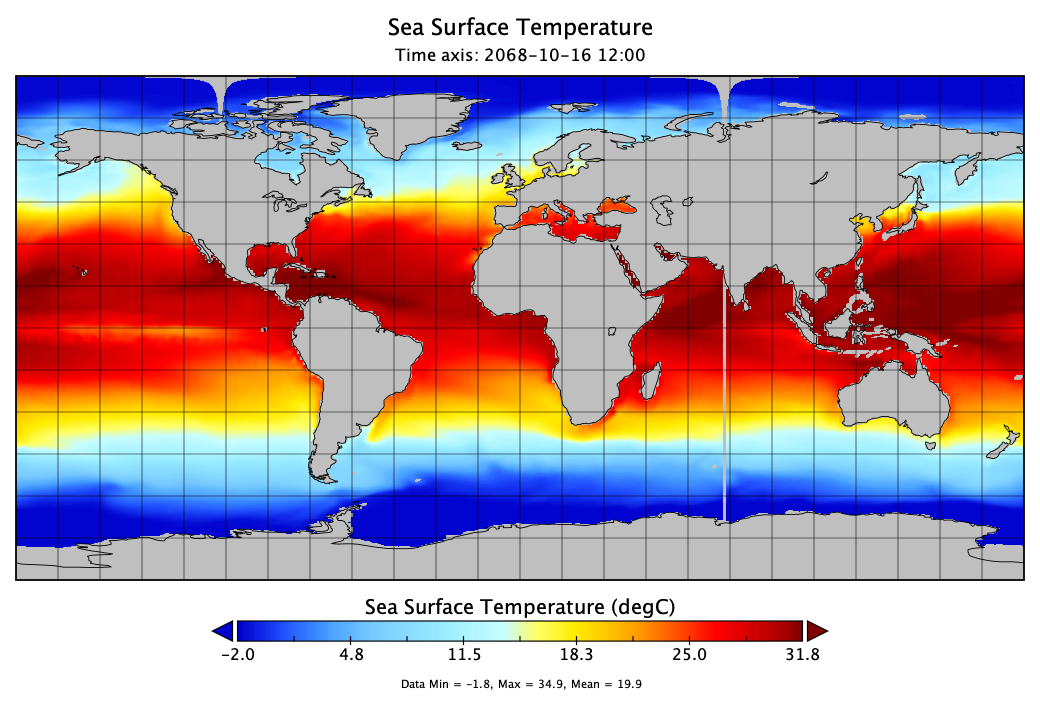 Sea Surface Temperature
Time axis: 2068-10-16 12:00
Sea Surface Temperature (degC)
-2.0 4.8 11.5 18.3 25.0 31.8
Data Min = -1.8, Max = 34.9, Mean = 19.9